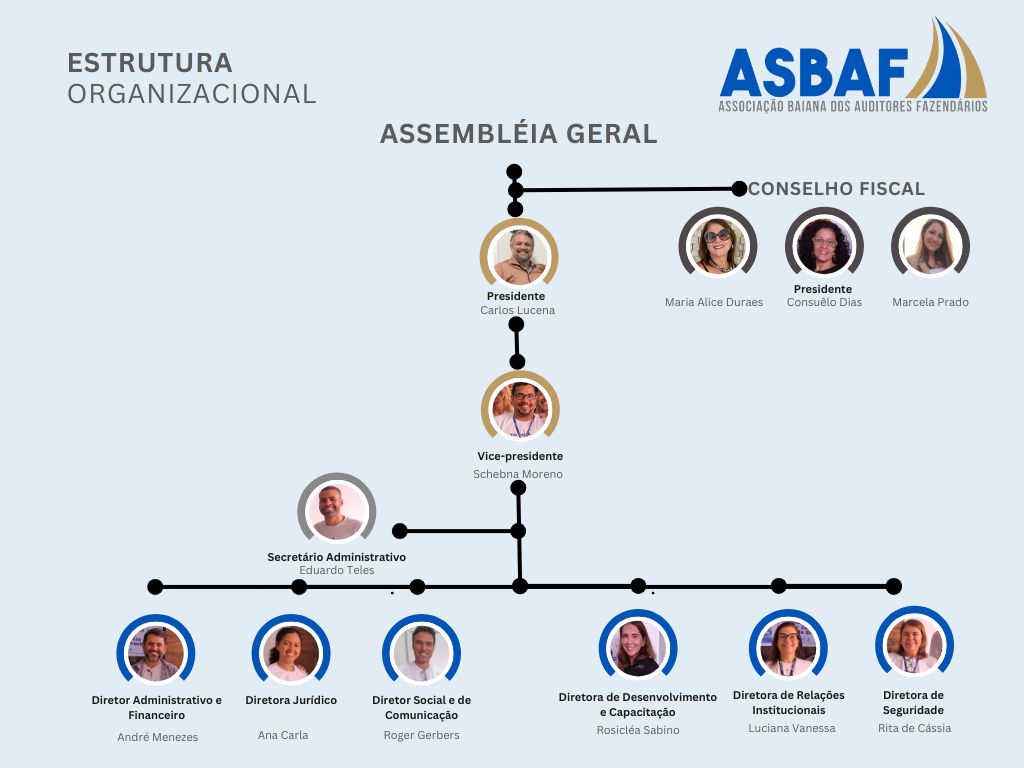 ESTRUTURA
ORGANIZACIONAL
ASBAF
ASSOCIAÇÃO BAIANA DOS AUDITORES FAZENDÁRIOS
ASSEMBLÉIA GERAL
CONSELHO FISCAL
Presidente
Carlos Lucena
Maria Alice Duraes
Presidente
Consuêlo Dias
Marcela Prado
Vice-presidente
Schebna Moreno
Secretário Administrativo
Eduardo Teles
Diretor Administrativo e
Financeiro
André Menezes
Diretora Jurídico
Ana Carla
Diretor Social e de
Comunicação
Roger Gerbers
Diretora de Desenvolvimento
e Capacitação
Rosicléa Sabino
Diretora de Relações
Institucionais
Luciana Vanessa
Diretora de
Seguridade
Rita de Cássia